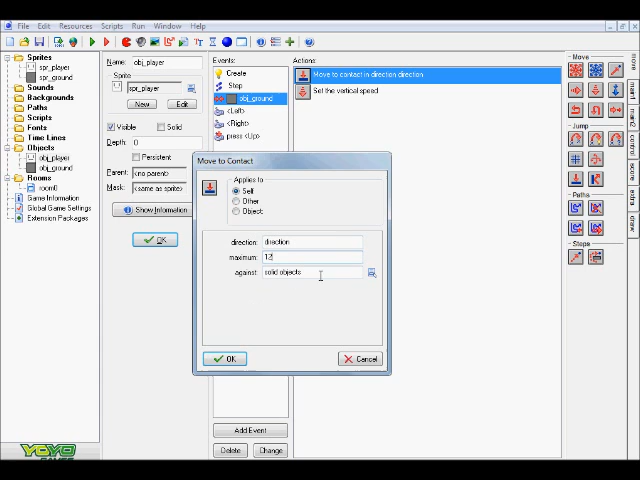 File Edit Resources Scripts Run Window Help
Sprites
spr_player
spr_ground
Sounds
Backgrounds
Paths
Scripts
Fonts
Time Lines
Objects
obj_player
obj_ground
Rooms
room0
Game Information
Global Game Settings
Extension Packages
Name: obj_player
Sprite
spr_player
New Edit
Visible Solid
Depth: 0
Persistent
Parent: <no parent>
Mask: <same as sprite>
Show Information
OK
Events:
Create
Step
obj_ground
<Left>
<Right>
press <Up>
Add Event
Delete Change
Actions:
Move to contact in direction direction
Set the vertical speed
Move to Contact
Applies to
Self
Other
Object:
direction: direction
maximum: 12
against: solid objects
OK Cancel
Move
Jump
Paths
Steps
move
main1
main2
control
score
extra
draw
YOYO